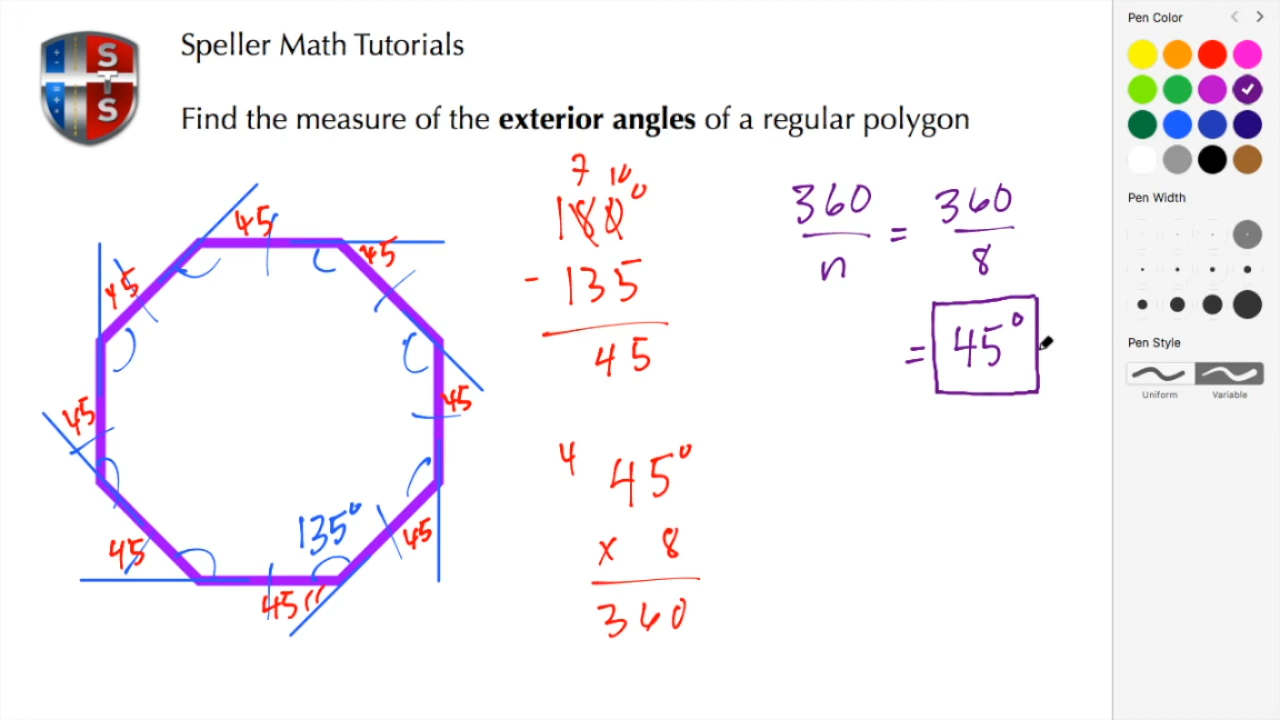 Speller Math Tutorials
Find the measure of the exterior angles of a regular polygon
S
T
S
45
45
45
45
45
45
45
45
135°
7 10
180°
- 135
45
4
45°
x 8
360
360
n
=
360
8
= 45°
Pen Color
Pen Width
Pen Style
Uniform
Variable